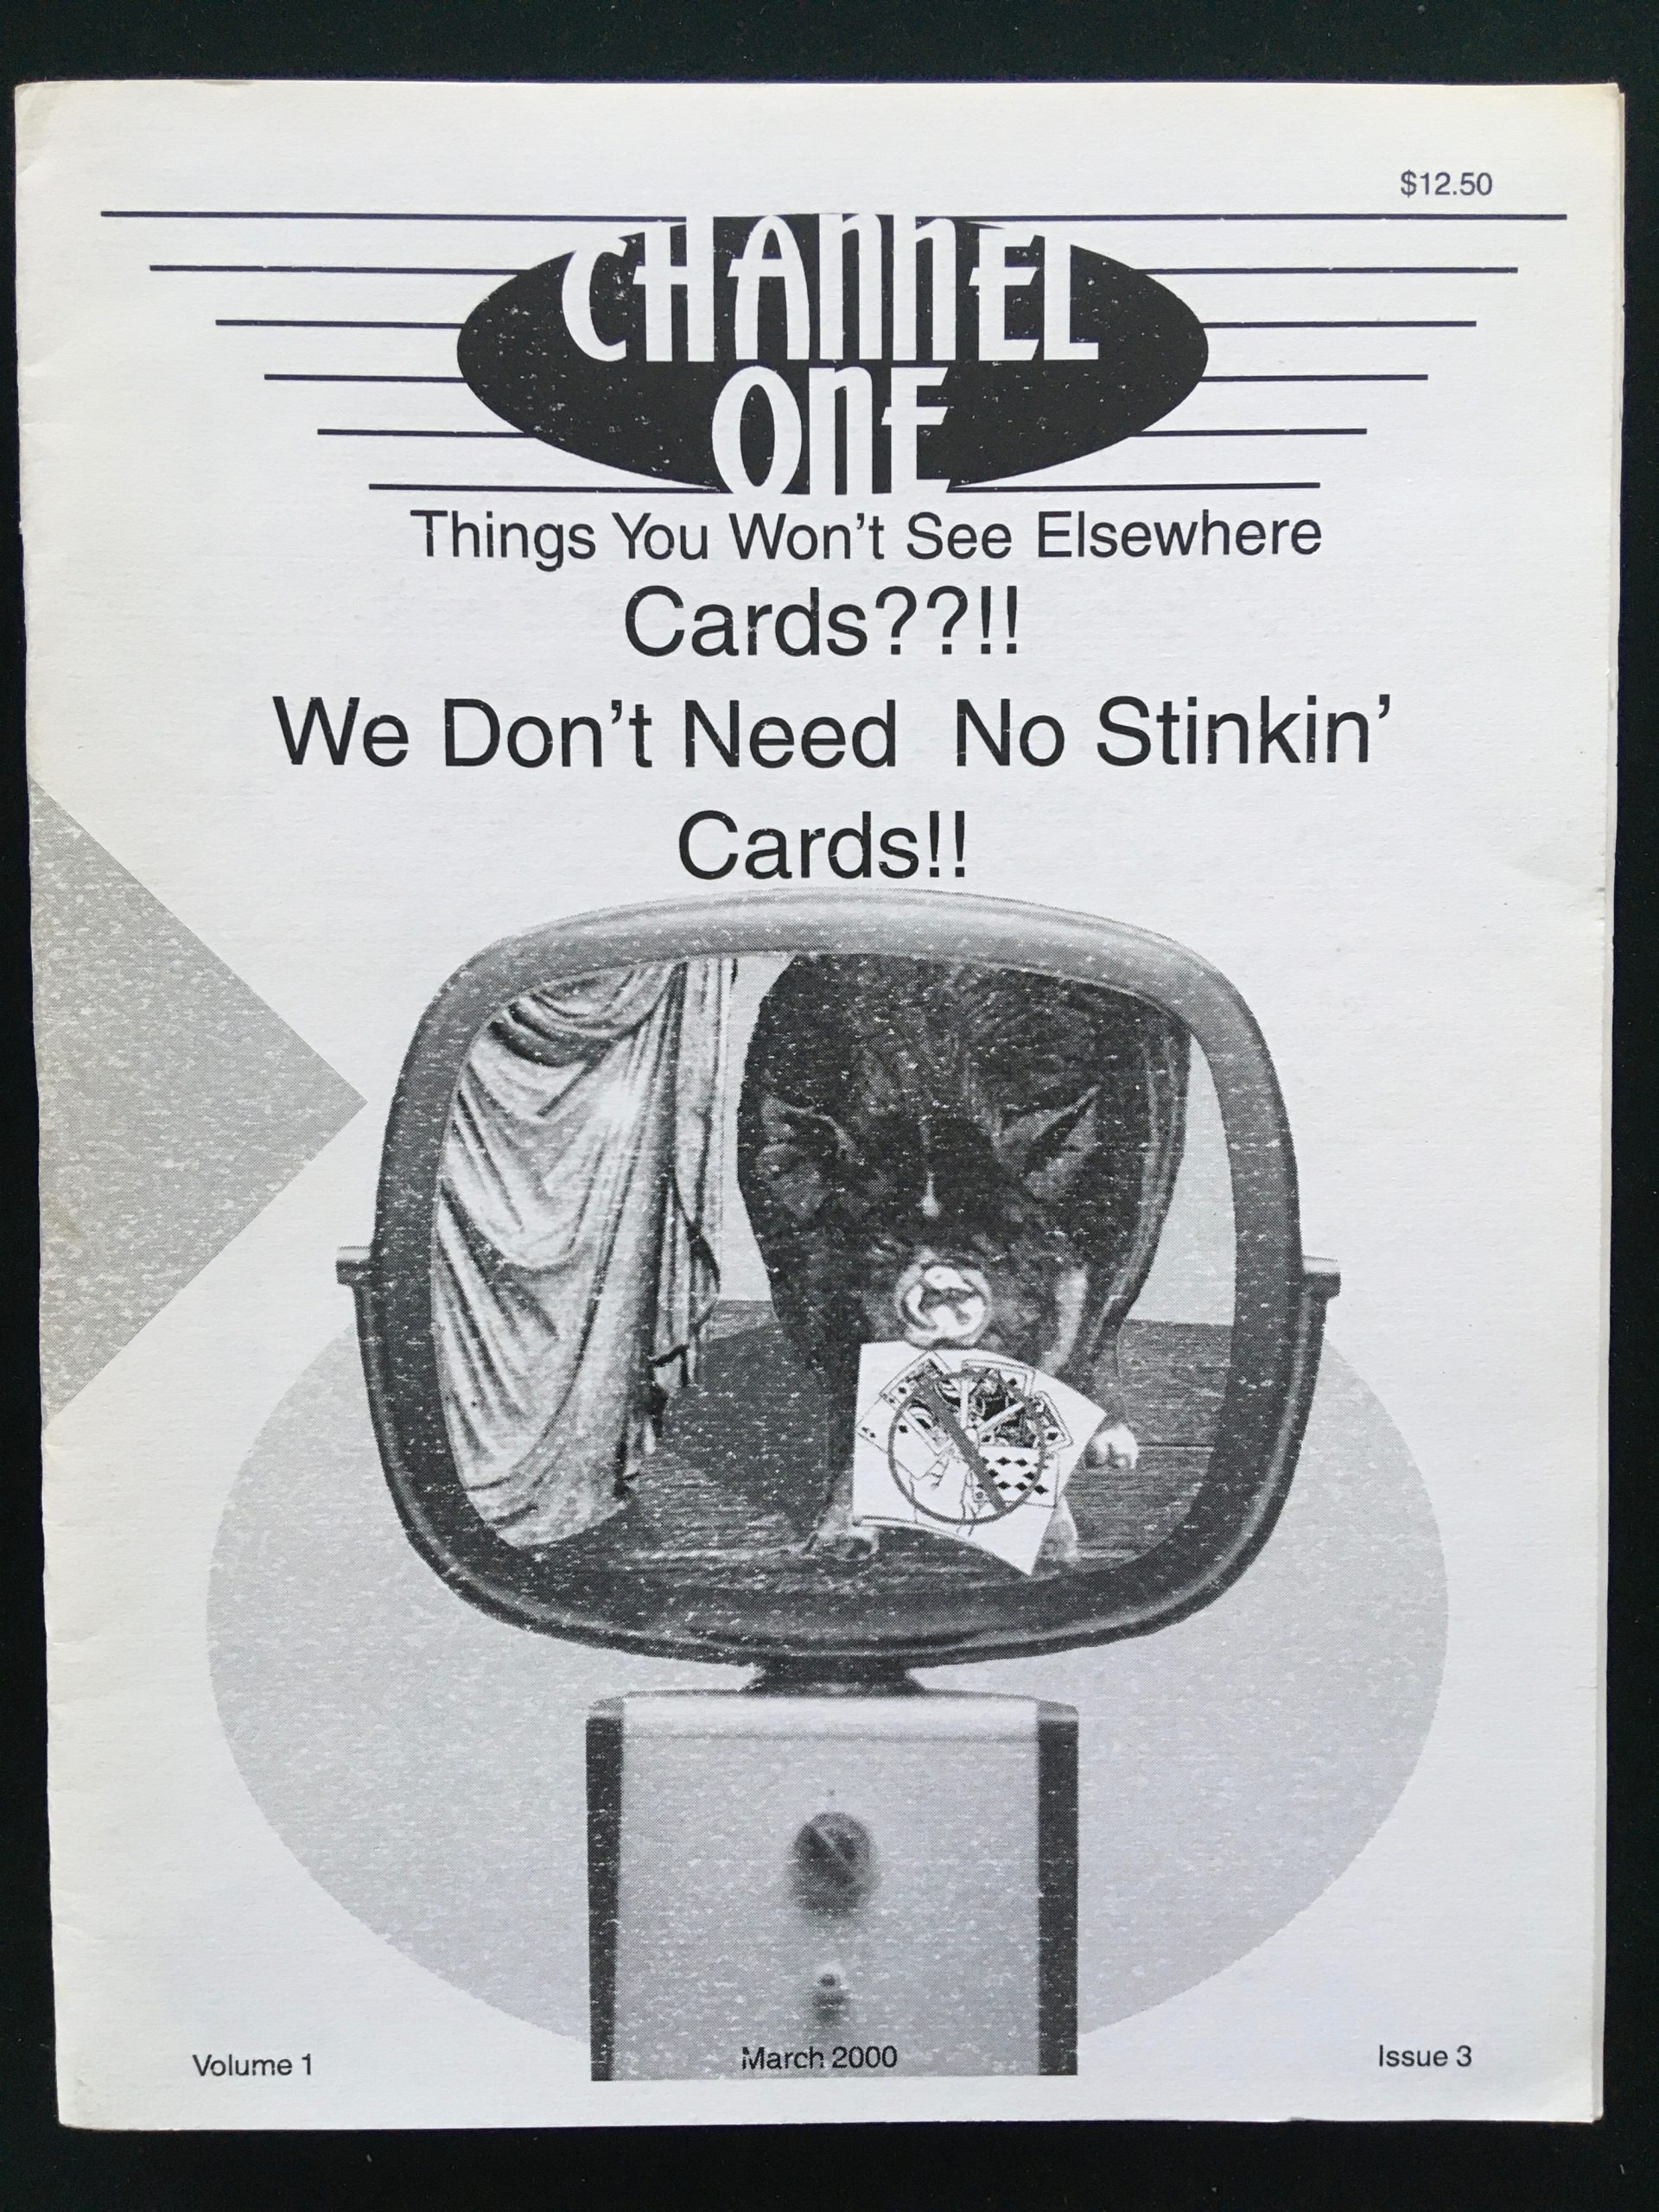 $12.50
CHANNEL
ONE
Things You Won't See Elsewhere
Cards??!!
We Don't Need No Stinkin'
Cards!!
Volume 1
March 2000
Issue 3